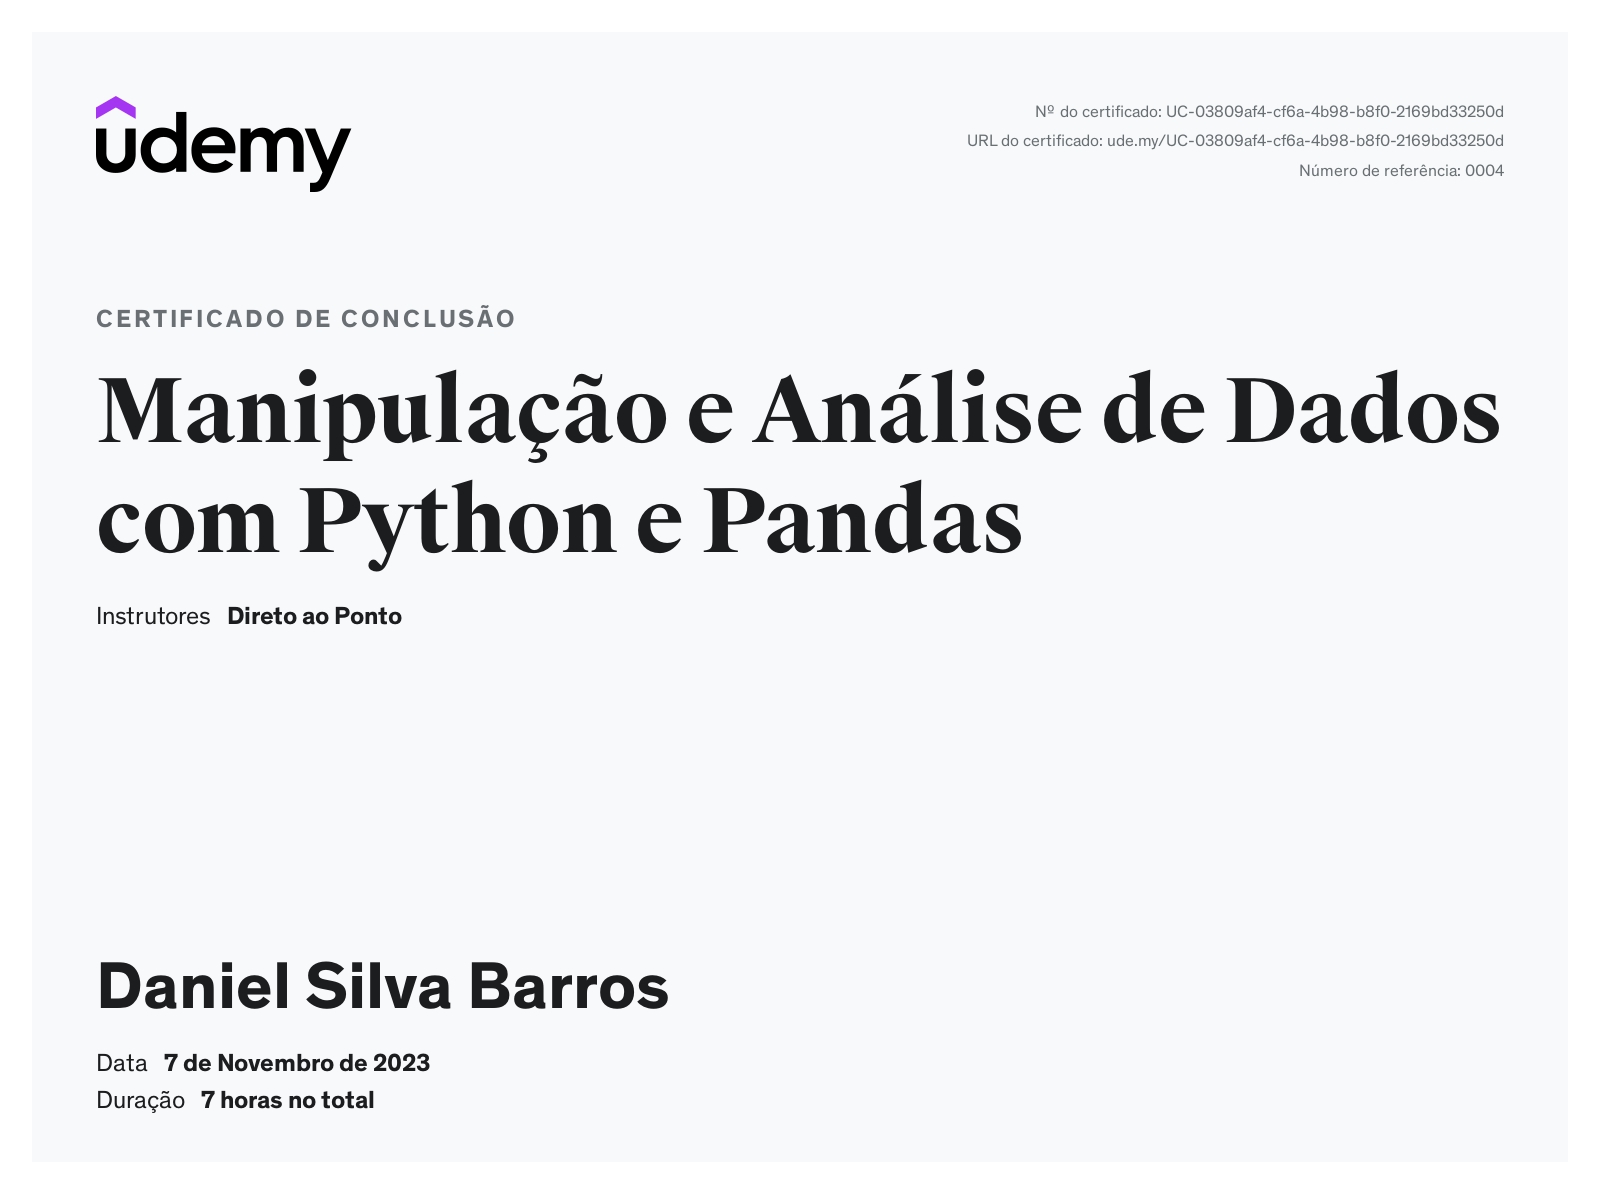 udemy
Nº do certificado: UC-03809af4-cf6a-4b98-b8f0-2169bd33250d
URL do certificado: ude.my/UC-03809af4-cf6a-4b98-b8f0-2169bd33250d
Número de referência: 0004
CERTIFICADO DE CONCLUSÃO
Manipulação e Análise de Dados
com Python e Pandas
Instrutores Direto ao Ponto
Daniel Silva Barros
Data 7 de Novembro de 2023
Duração 7 horas no total